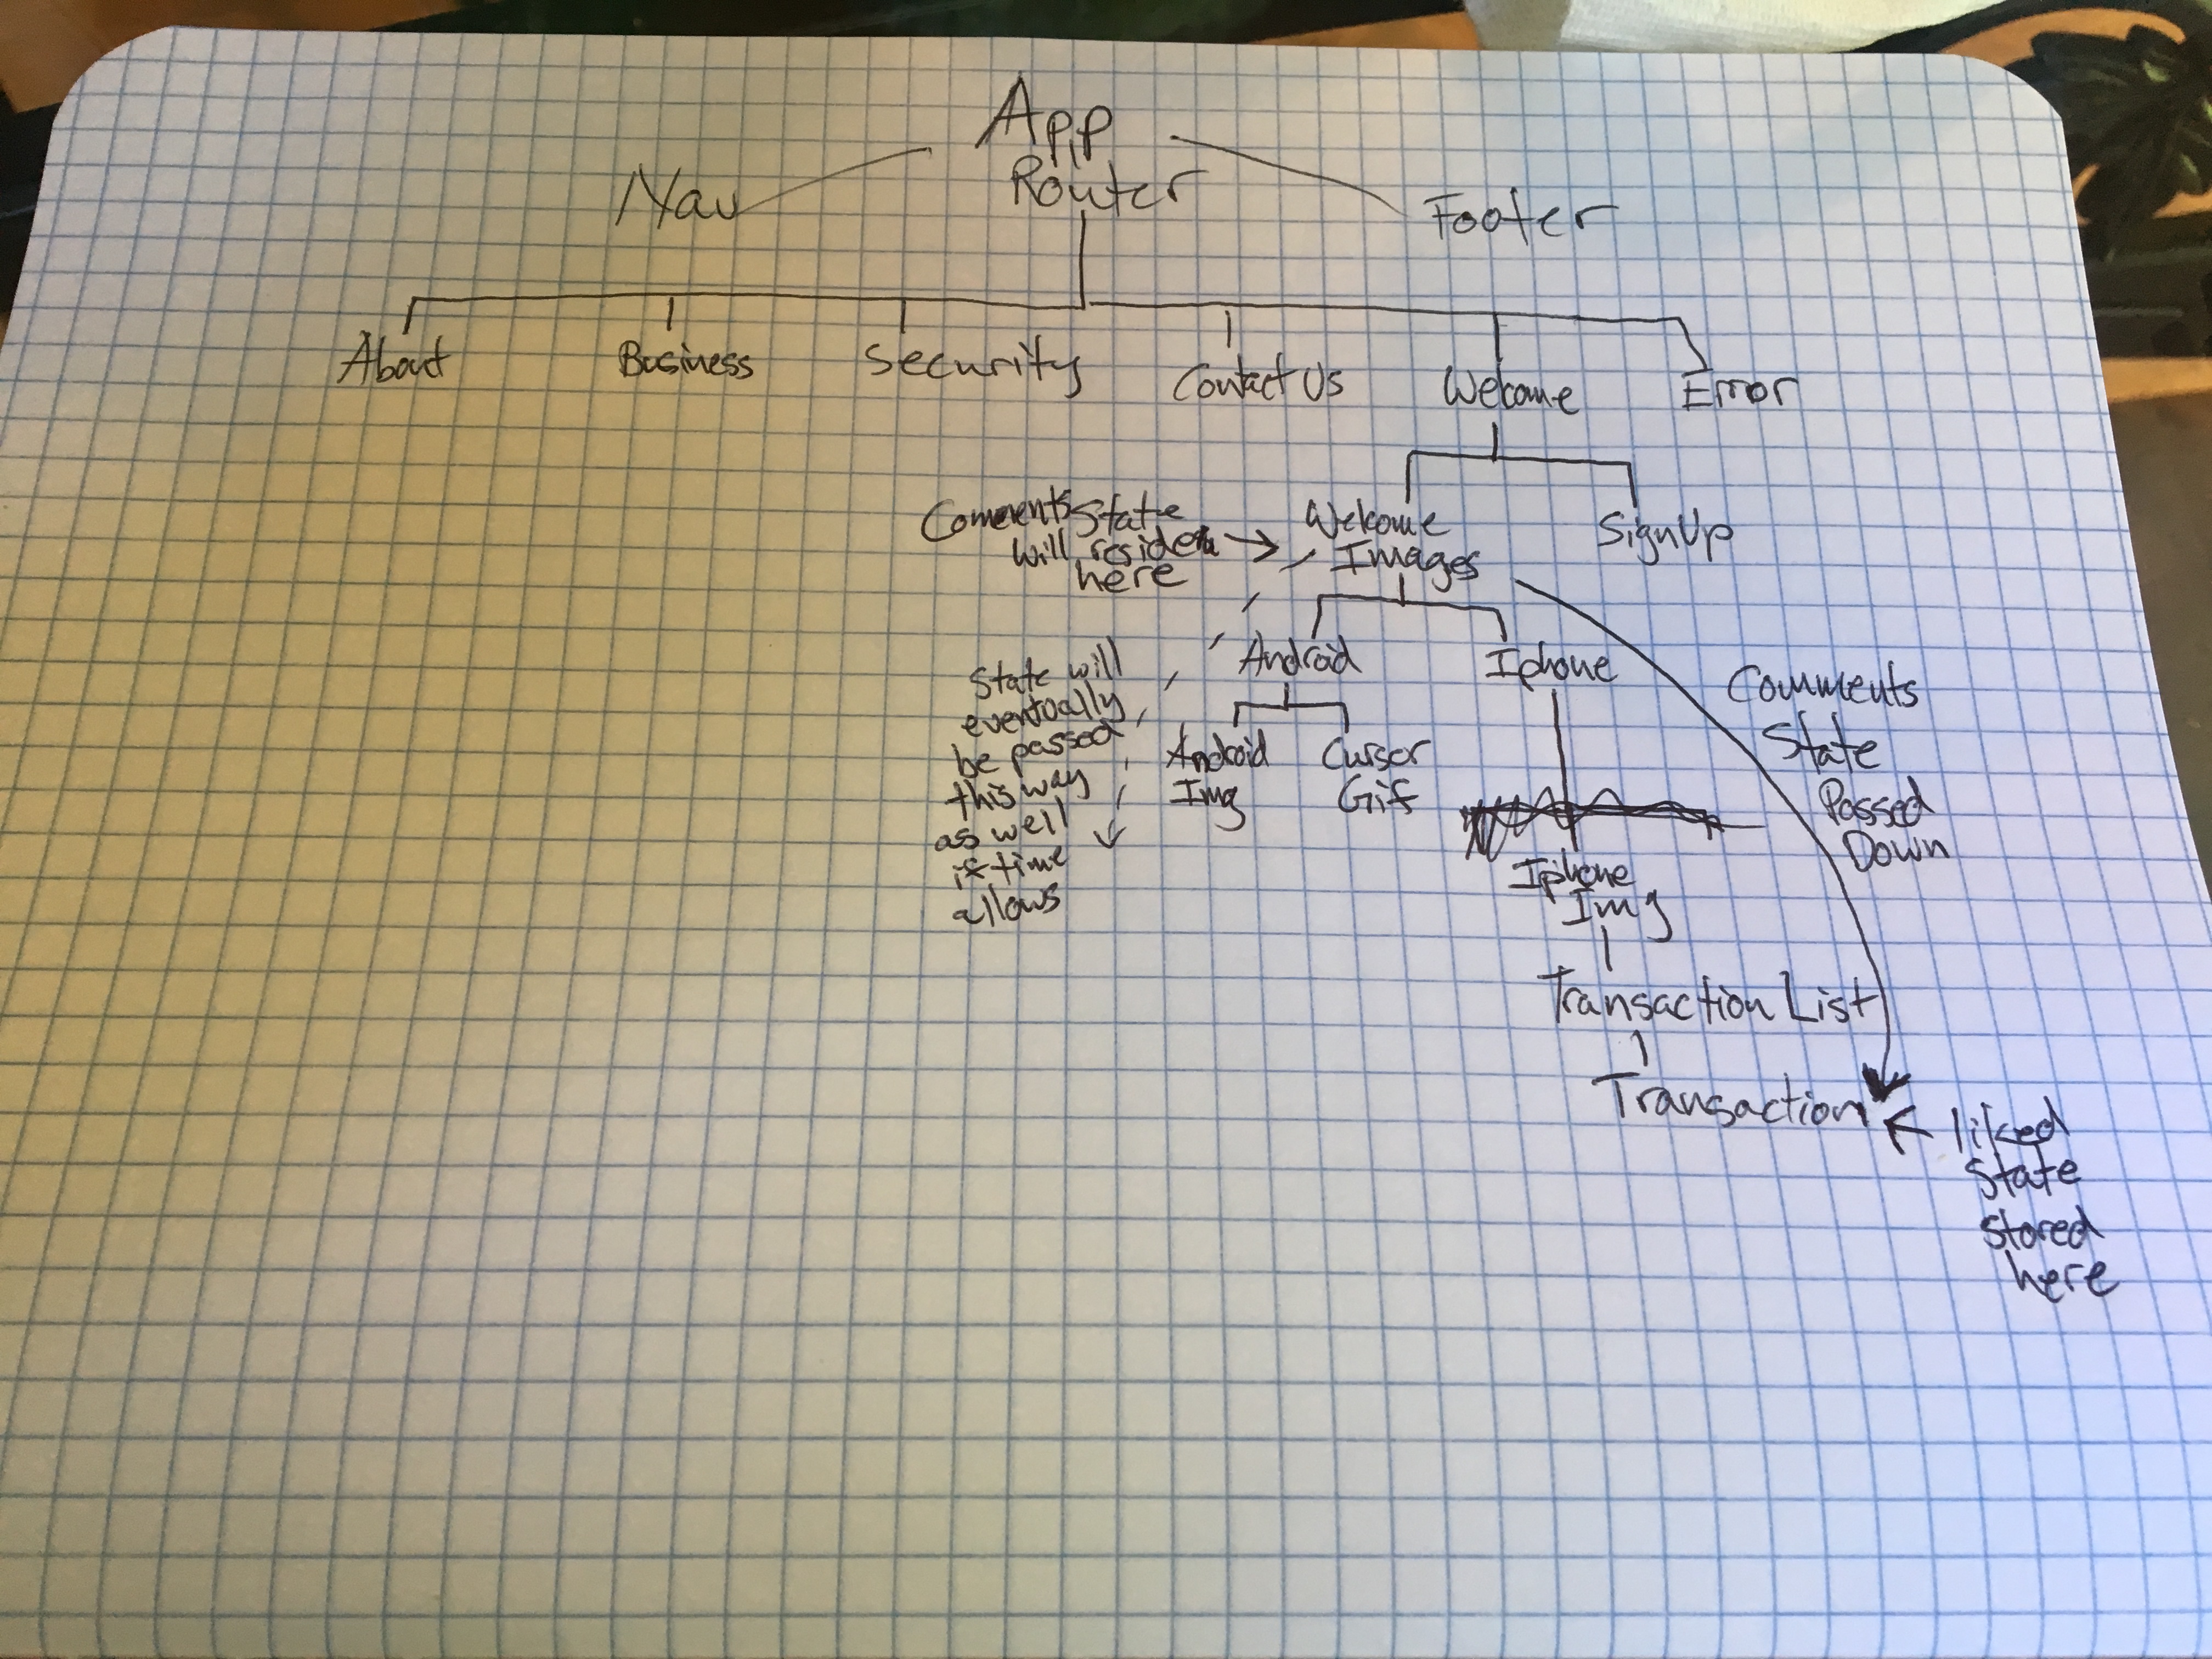 App
Router
Nav
Footer
About
Business
Security
Contact Us
Welcome
Error
Comments State
will reside
here
Welcome
Images
SignUp
State will
eventually
be passed
this way
as well
if time
allows
Android
Iphone
Android
Img
Curser
Gif
Comments
State
Passed
Down
Iphone
Img
Transaction List
Transaction
liked
State
Stored
here